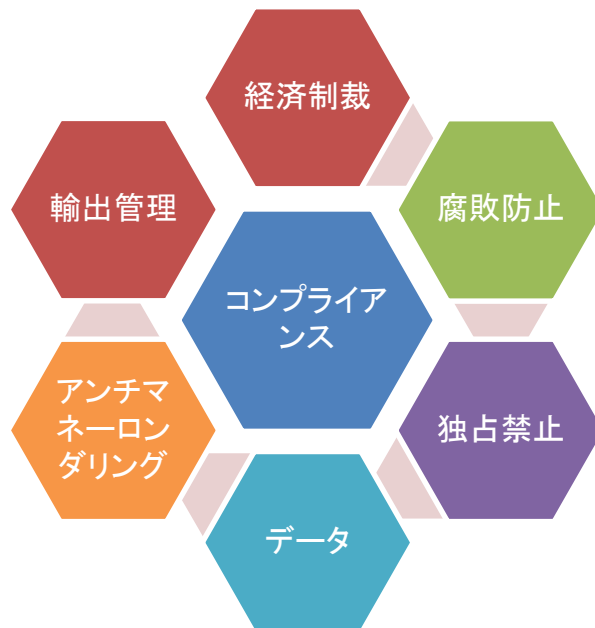 経済制裁
輸出管理
腐敗防止
コンプライア
ンス
アンチマ
ネーロン
ダリング
独占禁止
データ